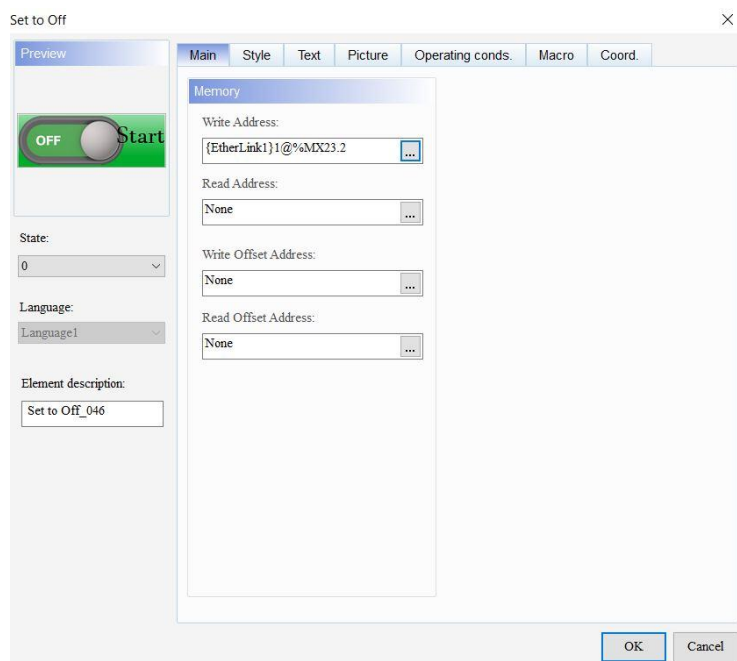 Set to Off
Preview
OFF Start
State:
0
Language:
Language1
Element description:
Set to Off_046
Main Style Text Picture Operating conds. Macro Coord.
Memory
Write Address:
{EtherLink1}1@%MX23.2 ...
Read Address:
None ...
Write Offset Address:
None ...
Read Offset Address:
None ...
OK Cancel